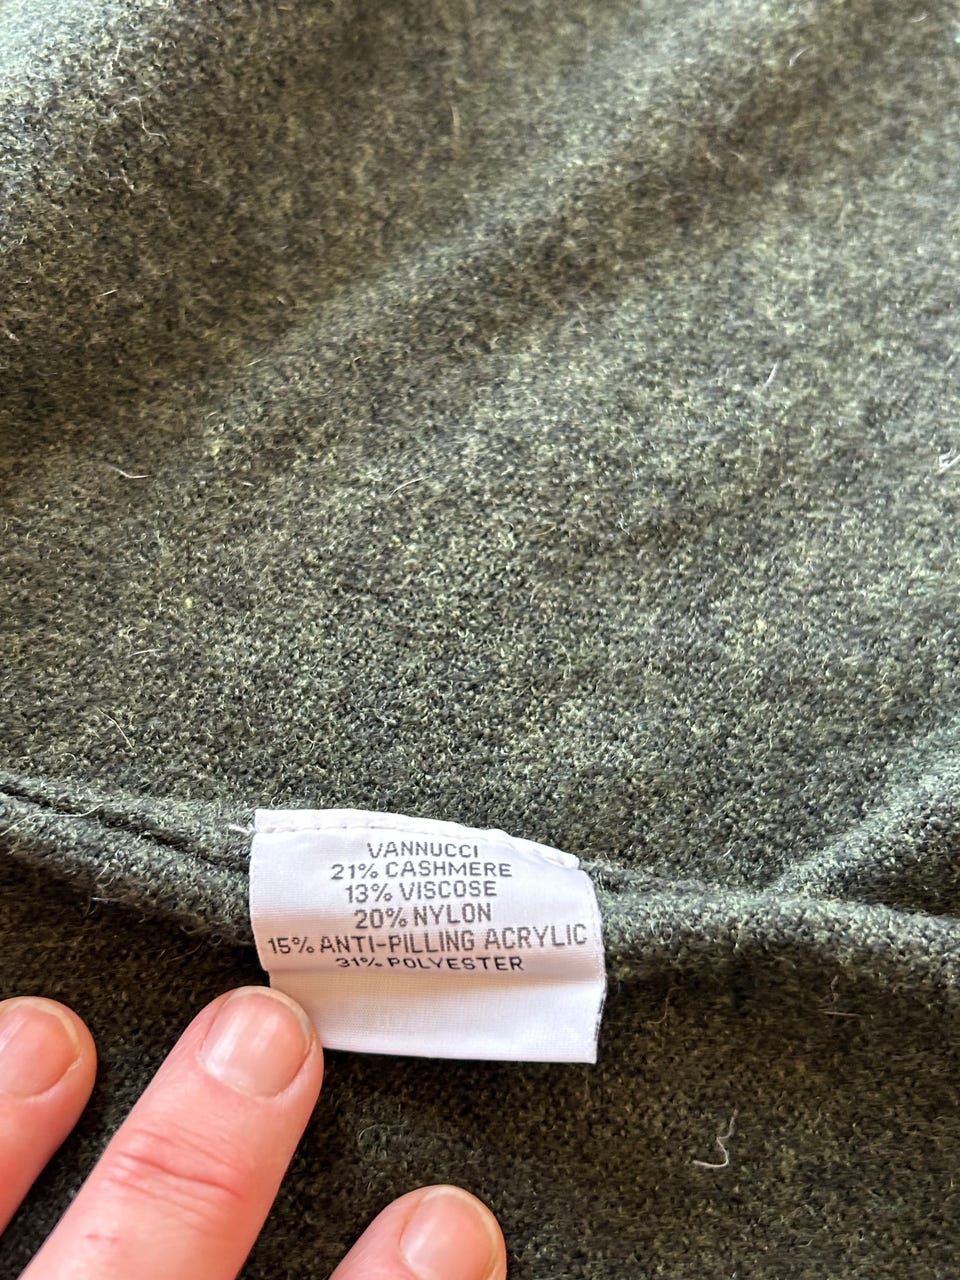 VANNUCCI
21% CASHMERE
13% VISCOSE
20% NYLON
15% ANTI-PILLING ACRYLIC
31% POLYESTER